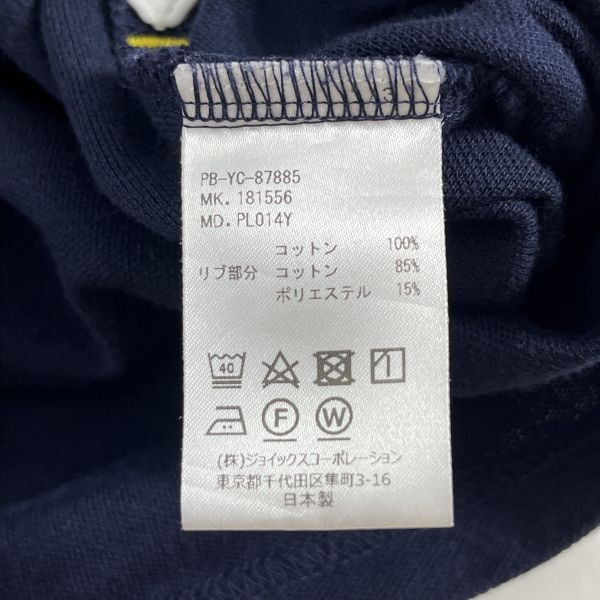 3
PB-YC-87885
MK. 181556
MD. PL014Y
コットン 100%
リブ部分 コットン 85%
ポリエステル 15%
40
F W
(株)ジョイックスコーポレーション
東京都千代田区隼町3-16
日本製